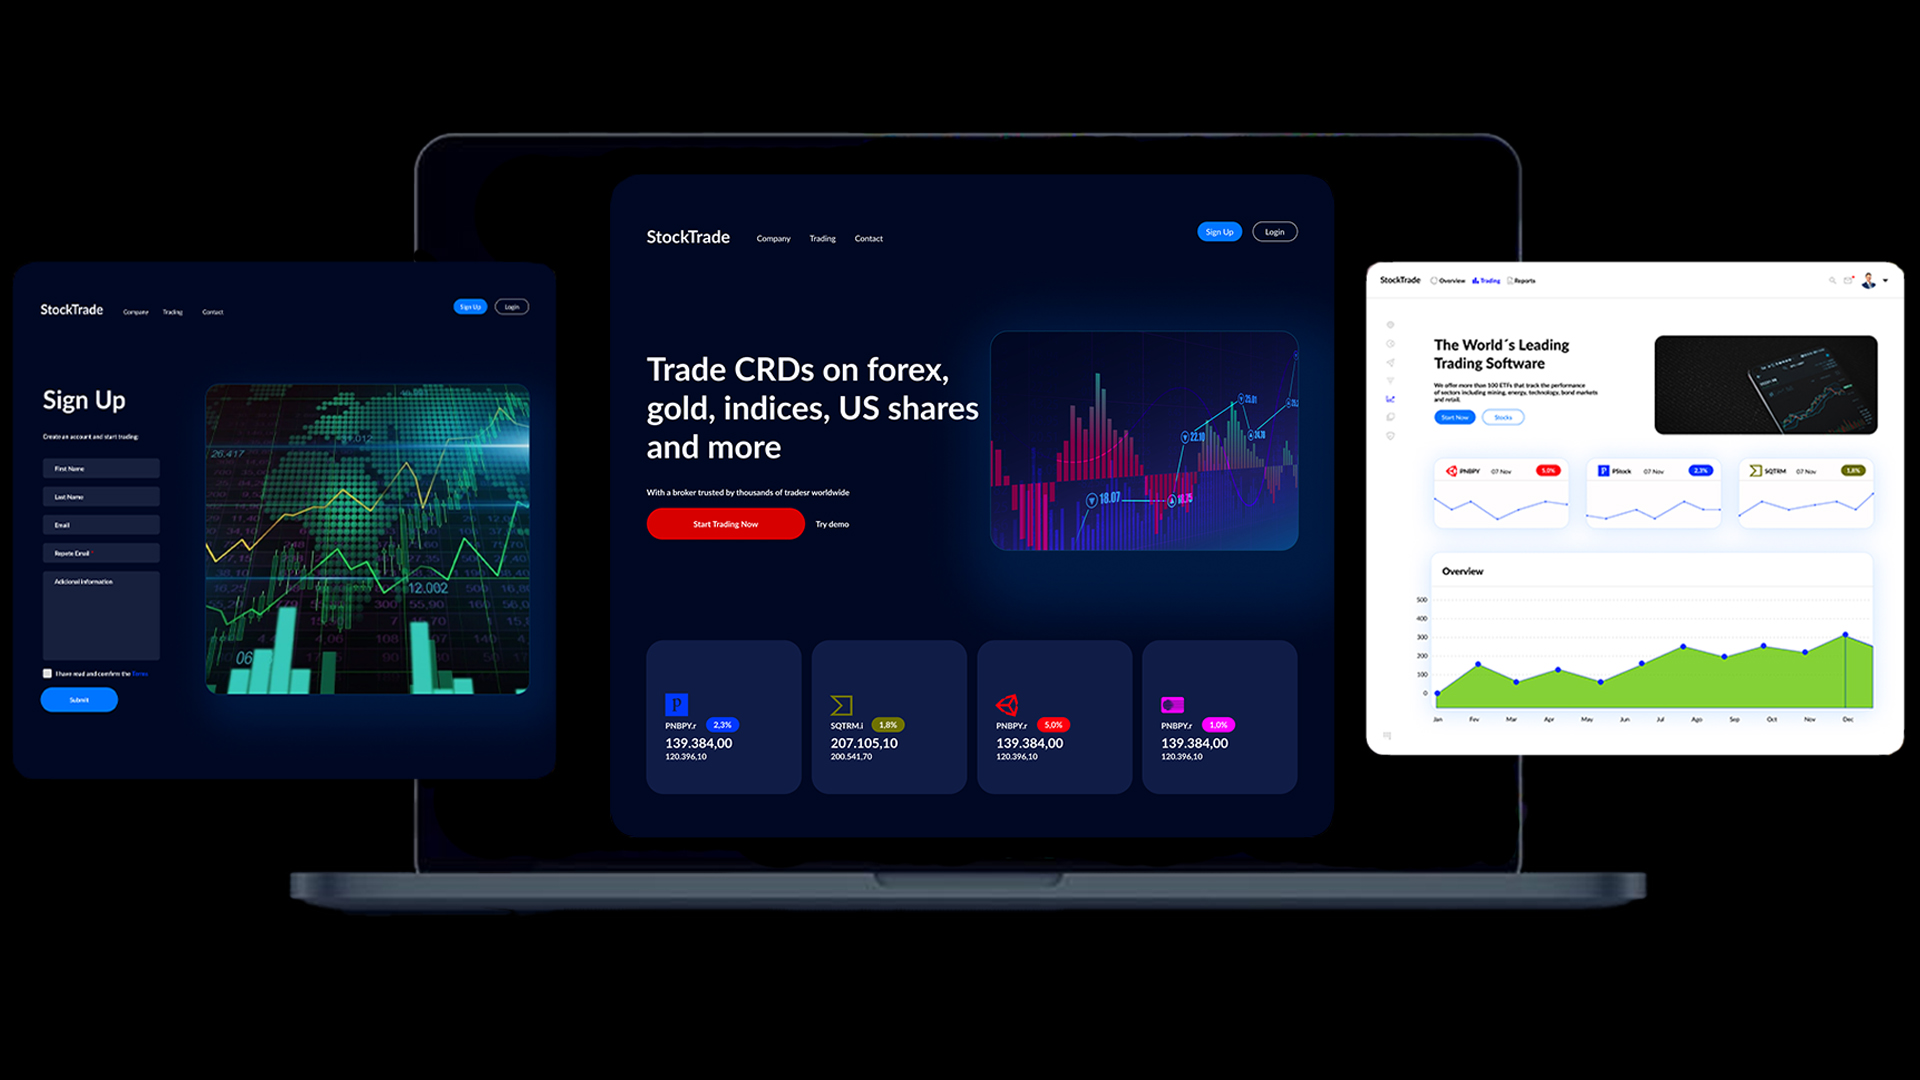 StockTrade
Company
Trading
Contact
Sign Up
Login
Sign Up
Create an account and start trading:
First Name
Last Name
Email
Repete Email
Adicional information
I have read and comfirm the Terms
Submit
26.417
12.002
06
StockTrade
Company
Trading
Contact
Sign Up
Login
Trade CRDs on forex,
gold, indices, US shares
and more
With a broker trusted by thousands of tradesr worldwide
Start Trading Now
Try demo
25.01
22.10
24.70
18.07
18.75
P
PNBPY.r
2,3%
139.384,00
120.396,10
SQTRM.i
1,8%
207.105,10
200.541,70
PNBPY.r
5,0%
139.384,00
120.396,10
PNBPY.r
1,0%
139.384,00
120.396,10
StockTrade
Overview
Trading
Reports
The World´s Leading
Trading Software
We offer more than 100 ETFs that track the performance
of sectors including mining, energy, technology, bond markets
and retail.
Start Now
Stocks
PNBPY
07 Nov
5,0%
P
PStock
07 Nov
2,3%
SQTRM
07 Nov
1,8%
Overview
500
400
300
200
100
0
Jan
Fev
Mar
Apr
May
Jun
Jul
Ago
Sep
Oct
Nov
Dec